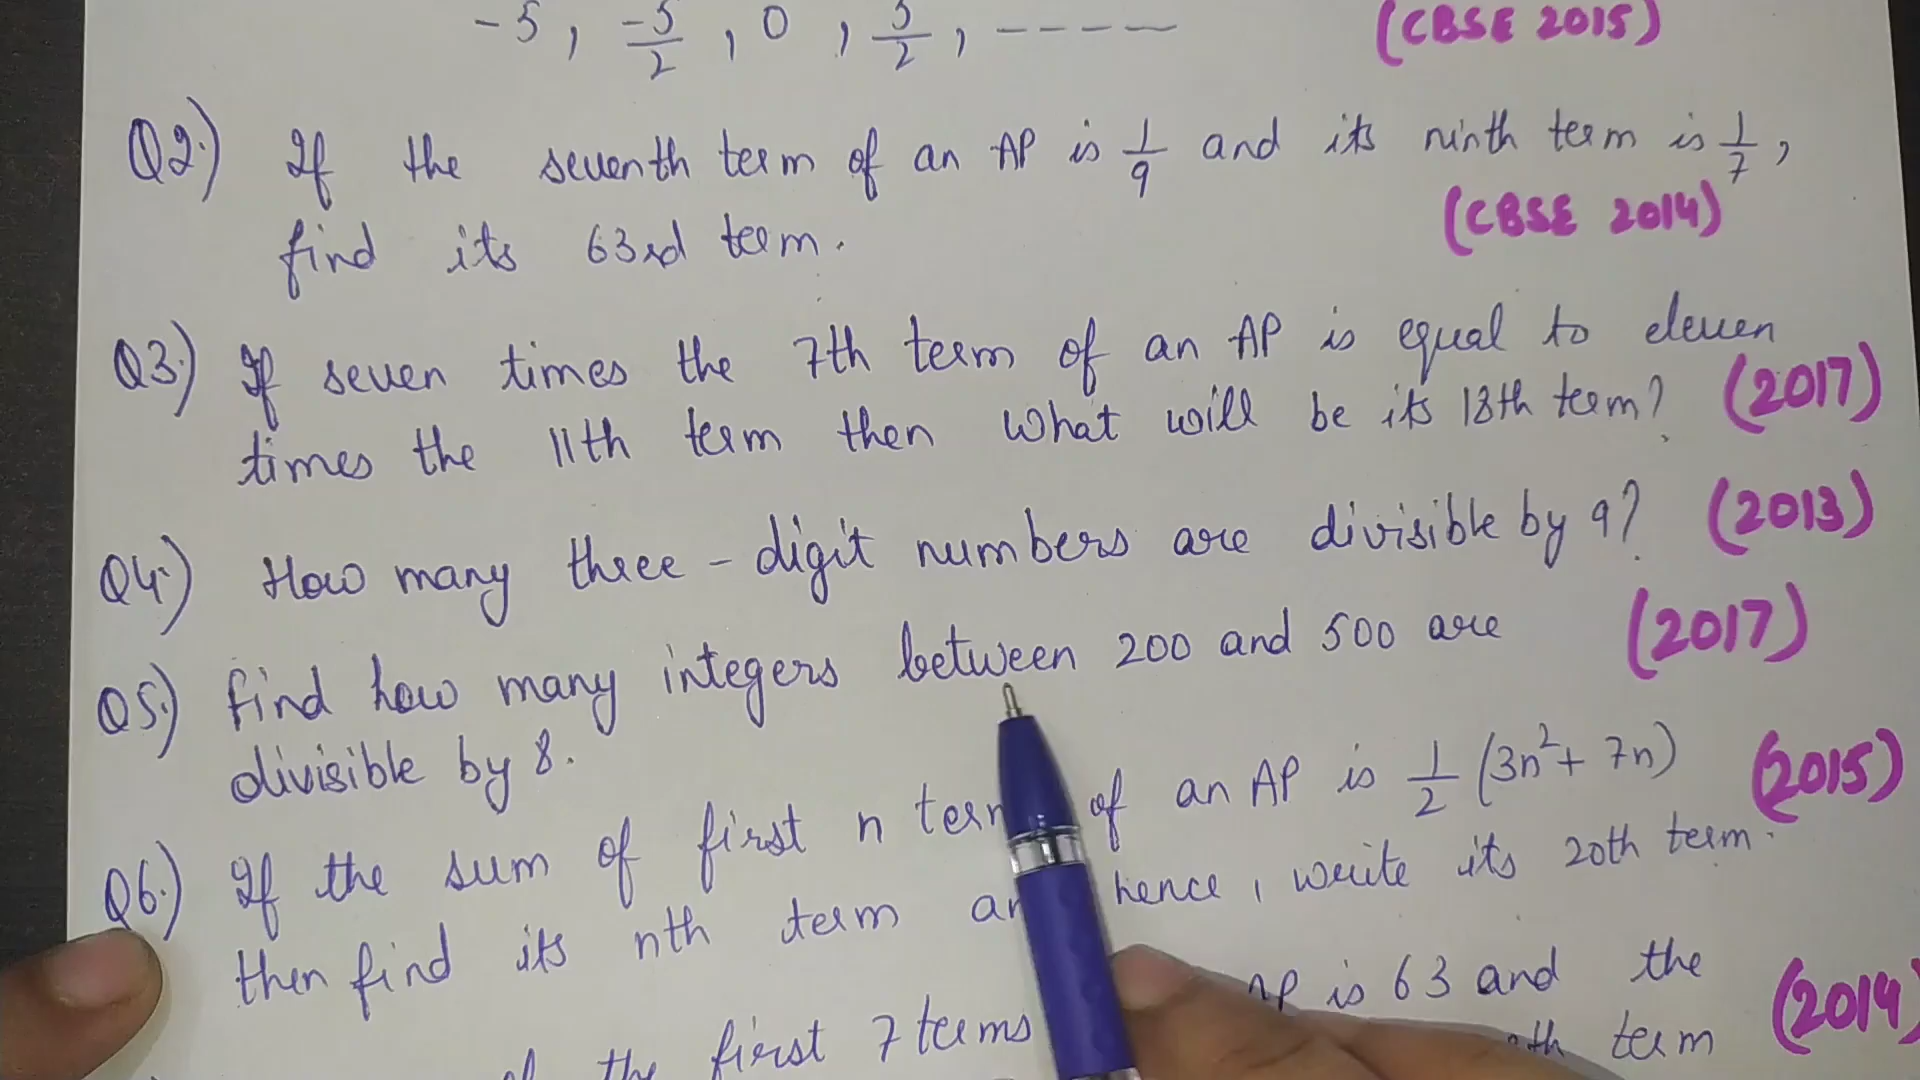 -5, -5/2, 0, 5/2, ----
(CBSE 2015)
Q2.) If the seventh term of an AP is 1/9 and its ninth term is 1/7,
find its 63rd term.
(CBSE 2014)
Q3.) If seven times the 7th term of an AP is equal to eleven
times the 11th term then what will be its 18th term? (2017)
Q4.) How many three-digit numbers are divisible by 9? (2013)
Q5.) Find how many integers between 200 and 500 are (2017)
divisible by 8.
Q6.) If the sum of first n term of an AP is 1/2 (3n²+ 7n) (2015)
then find its nth term hence, write its 20th term.
the first 7 terms AP is 63 and the (2014)
term